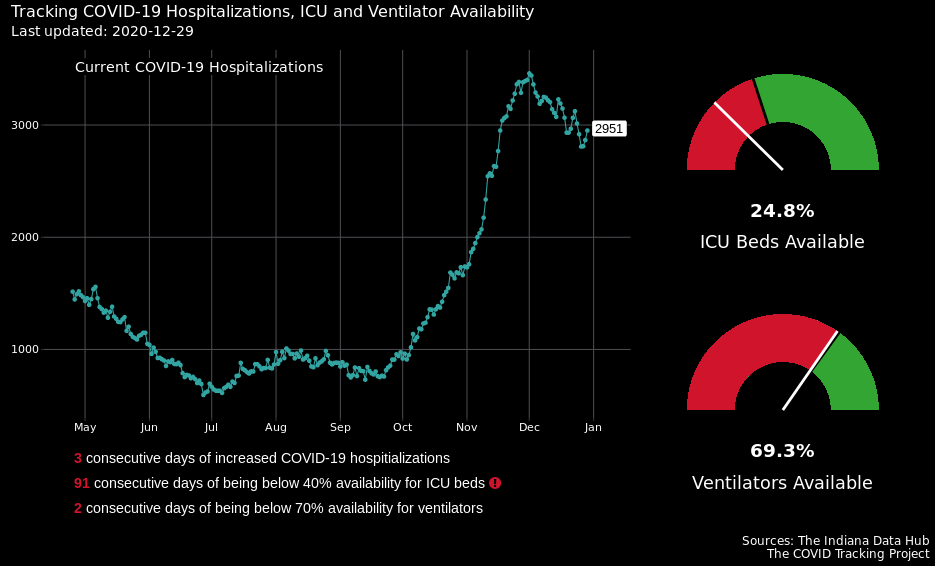 Tracking COVID-19 Hospitalizations, ICU and Ventilator Availability
Last updated: 2020-12-29
Current COVID-19 Hospitalizations
3000
2951
2000
1000
May Jun Jul Aug Sep Oct Nov Dec Jan
3 consecutive days of increased COVID-19 hospitializations
91 consecutive days of being below 40% availability for ICU beds
2 consecutive days of being below 70% availability for ventilators
24.8%
ICU Beds Available
69.3%
Ventilators Available
Sources: The Indiana Data Hub
The COVID Tracking Project